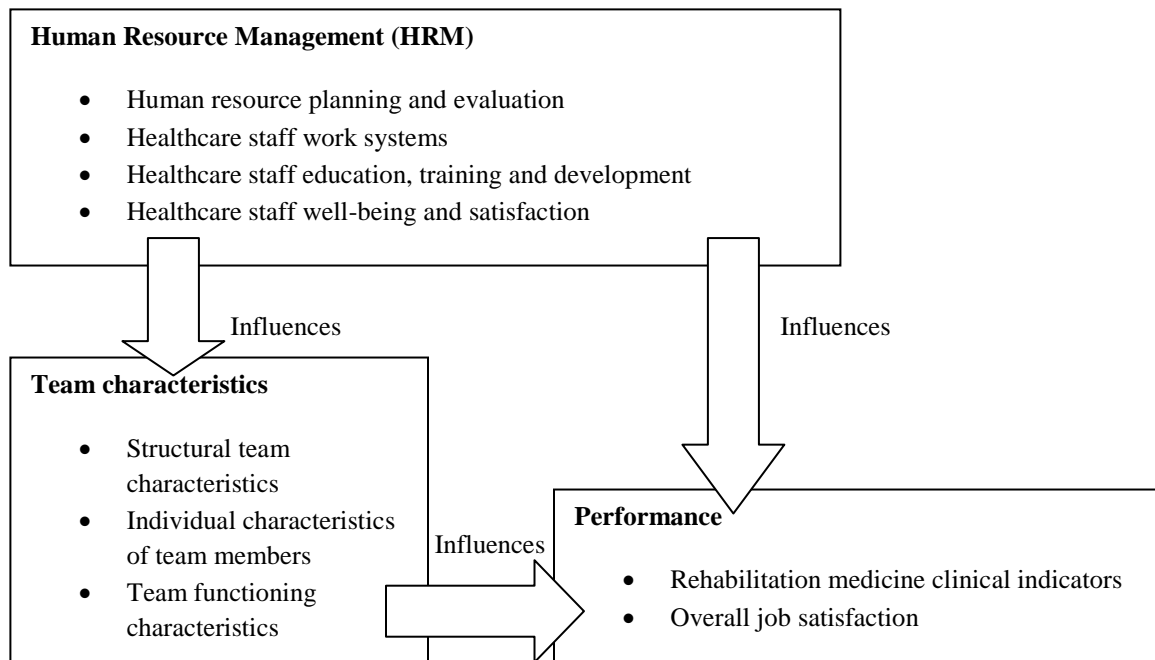 Human Resource Management (HRM)
• Human resource planning and evaluation
• Healthcare staff work systems
• Healthcare staff education, training and development
• Healthcare staff well-being and satisfaction
Influences
Influences
Team characteristics
• Structural team
characteristics
• Individual characteristics
of team members
• Team functioning
characteristics
Influences
Performance
• Rehabilitation medicine clinical indicators
• Overall job satisfaction